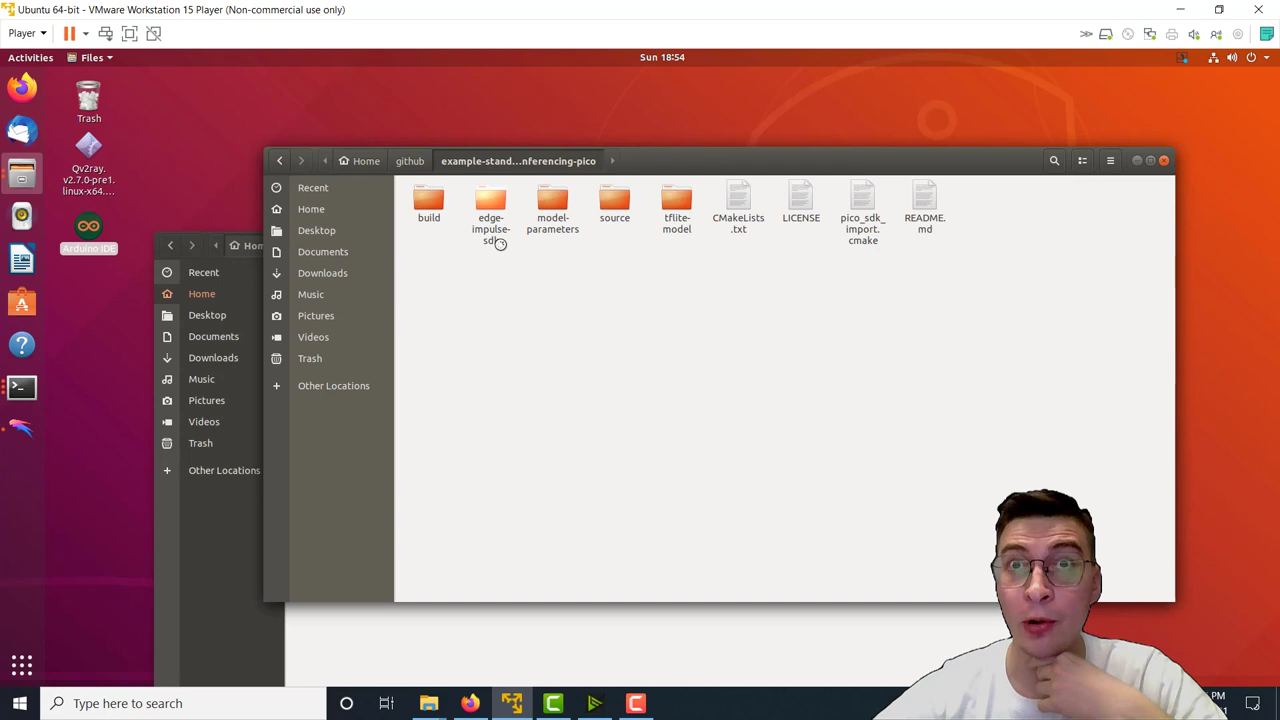 Ubuntu 64-bit - VMware Workstation 15 Player (Non-commercial use only)
Player
Activities
Files
Sun 18:54
Trash
Qv2ray.
v2.7.0-pre1.
linux-x64....
Arduino IDE
Home
github
example-stand...nferencing-pico
Recent
Home
Desktop
Documents
Downloads
Music
Pictures
Videos
Trash
Other Locations
build
edge-
impulse-
sdk
model-
parameters
source
tflite-
model
CMakeLists
.txt
LICENSE
pico_sdk_
import.
cmake
README.
md
Hom
Recent
Home
Desktop
Documents
Downloads
Music
Pictures
Videos
Trash
Other Locations
Type here to search
PM